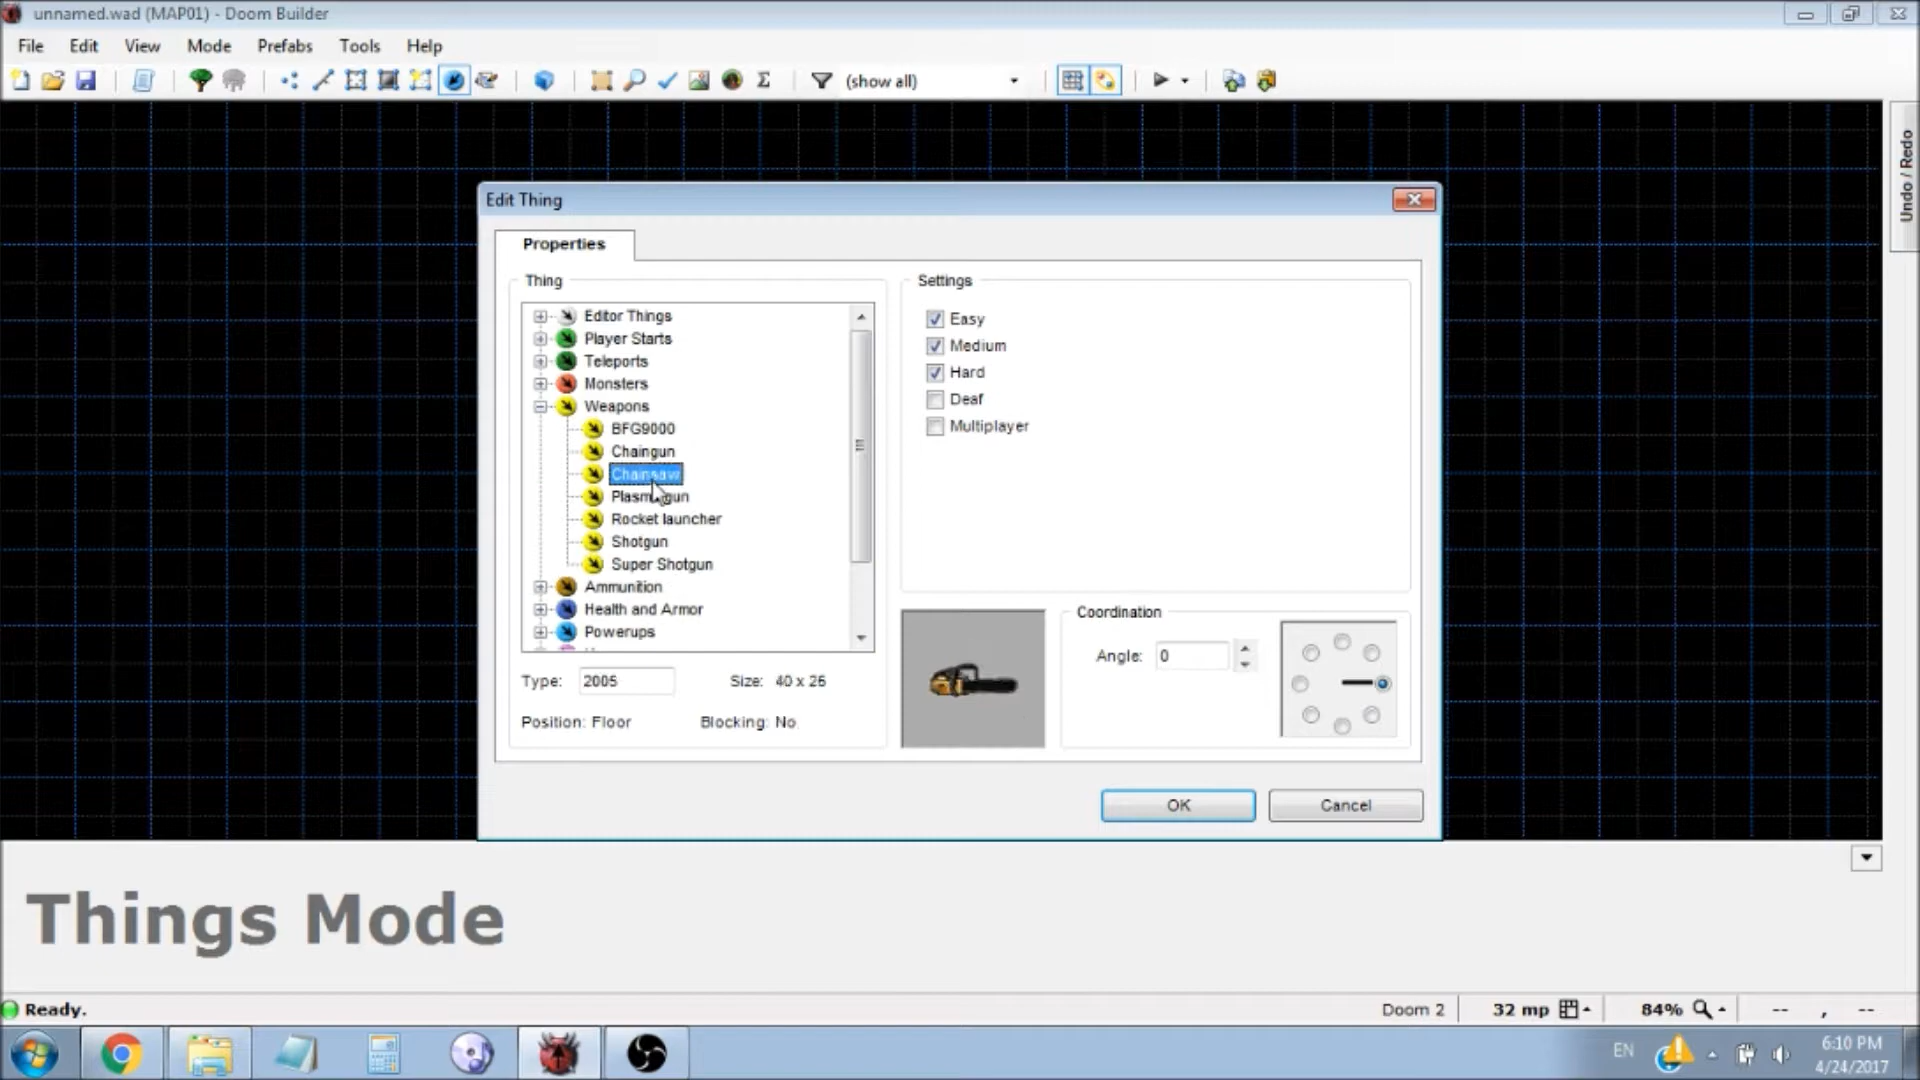 unnamed.wad (MAP01) - Doom Builder
File Edit View Mode Prefabs Tools Help
(show all)
Undo / Redo
Edit Thing
Properties
Thing
Editor Things
Player Starts
Teleports
Monsters
Weapons
BFG9000
Chaingun
Chainsaw
Plasma gun
Rocket launcher
Shotgun
Super Shotgun
Ammunition
Health and Armor
Powerups
Type: 2005 Size: 40 x 26
Position: Floor Blocking: No
Settings
Easy
Medium
Hard
Deaf
Multiplayer
Coordination
Angle: 0
OK Cancel
Things Mode
Ready. Doom 2 32 mp 84% -- , --
EN 6:10 PM
4/24/2017